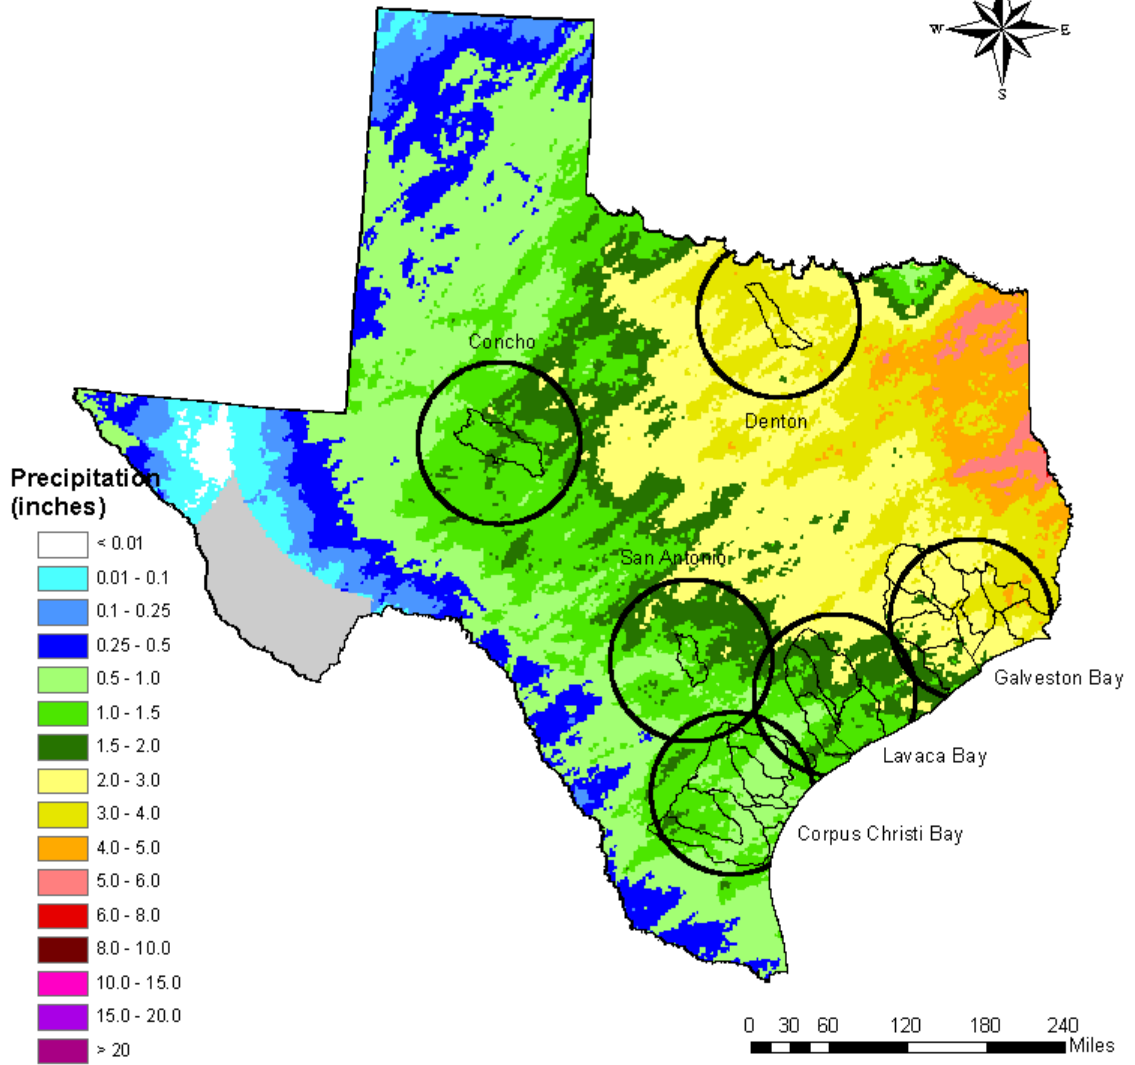 W E
S
Concho
Denton
Precipitation
(inches)
< 0.01
0.01 - 0.1
0.1 - 0.25
0.25 - 0.5
0.5 - 1.0
1.0 - 1.5
1.5 - 2.0
2.0 - 3.0
3.0 - 4.0
4.0 - 5.0
5.0 - 6.0
6.0 - 8.0
8.0 - 10.0
10.0 - 15.0
15.0 - 20.0
> 20
San Antonio
Galveston Bay
Lavaca Bay
Corpus Christi Bay
0 30 60 120 180 240
Miles